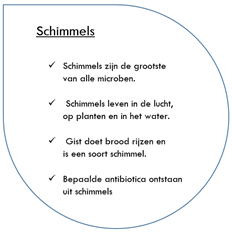 Schimmels
✓ Schimmels zijn de grootste
van alle microben.
✓ Schimmels leven in de lucht,
op planten en in het water.
✓ Gist doet brood rijzen en
is een soort schimmel.
✓ Bepaalde antibiotica ontstaan
uit schimmels